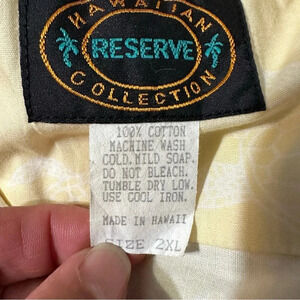 HAWAIIAN
RESERVE
COLLECTION
100% COTTON
MACHINE WASH
COLD. MILD SOAP.
DO NOT BLEACH.
TUMBLE DRY LOW.
USE COOL IRON.
MADE IN HAWAII
SIZE 2XL